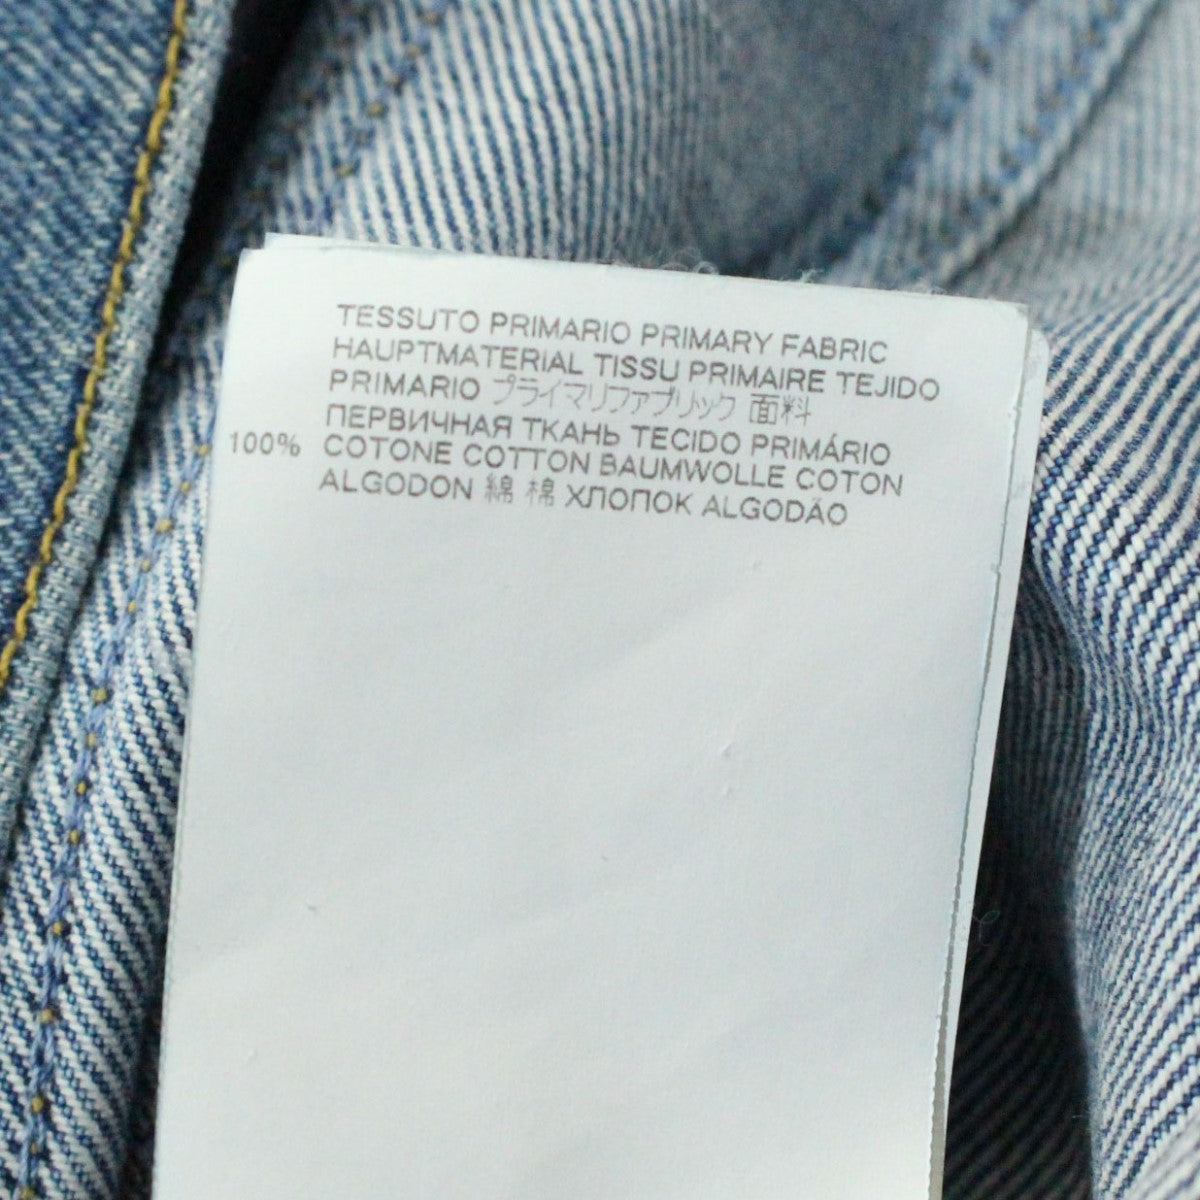 TESSUTO PRIMARIO PRIMARY FABRIC
HAUPTMATERIAL TISSU PRIMAIRE TEJIDO
PRIMARIO プライマリファブリック 面料
ПЕРВИЧНАЯ ТКАНЬ TECIDO PRIMÁRIO
100% COTONE COTTON BAUMWOLLE COTON
ALGODON 綿 棉 ХЛОПОК ALGODÃO